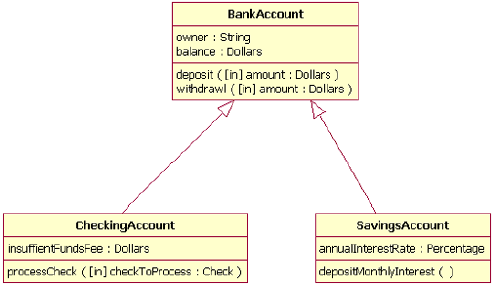 BankAccount
owner : String
balance : Dollars
deposit ( [in] amount : Dollars )
withdrawl ( [in] amount : Dollars )
CheckingAccount
insuffientFundsFee : Dollars
processCheck ( [in] checkToProcess : Check )
SavingsAccount
annualInterestRate : Percentage
depositMonthlyInterest ( )